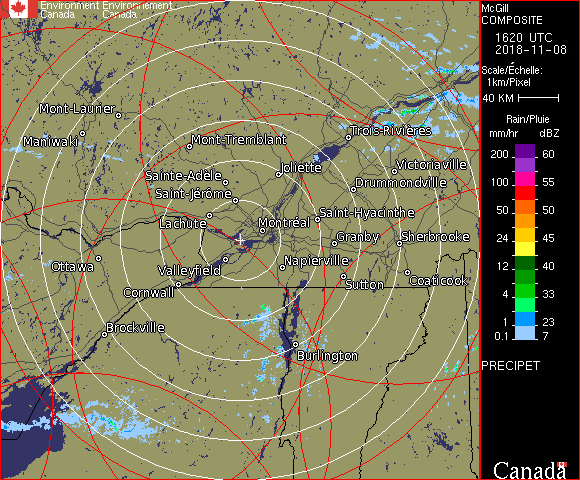 Environment Environnement
Canada Canada
McGill
COMPOSITE
1620 UTC
2018-11-08
Scale/Échelle:
1km/Pixel
40 KM
Rain/Pluie
mm/hr dBZ
200 60
100 55
50 50
24 45
12 40
4 33
1 23
0.1 7
PRECIPET
Mont-Laurier
Maniwaki
Mont-Tremblant
Trois-Rivières
Sainte-Adèle
Joliette
Victoriaville
Saint-Jérôme
Drummondville
Lachute
Montréal
Saint-Hyacinthe
Granby
Sherbrooke
Ottawa
Valleyfield
Napierville
Cornwall
Sutton
Coaticook
Brockville
Burlington
Canada